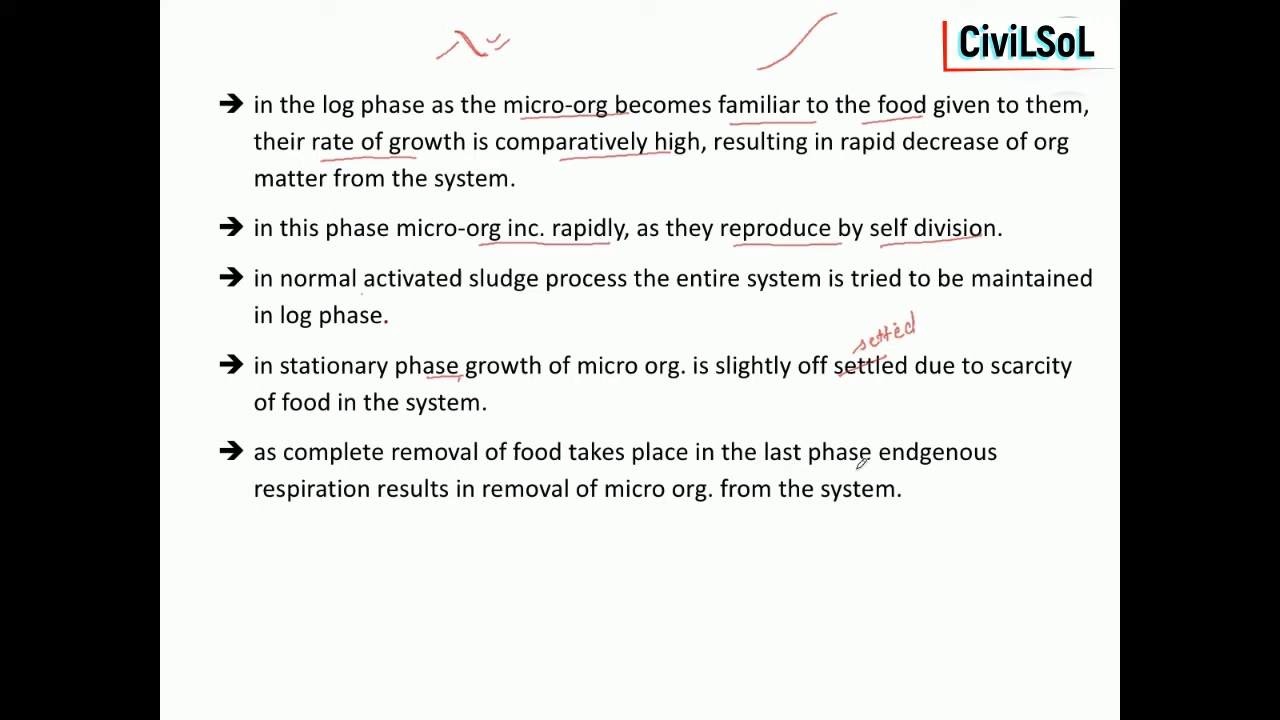 CiviLSoL
➔ in the log phase as the micro-org becomes familiar to the food given to them,
their rate of growth is comparatively high, resulting in rapid decrease of org
matter from the system.
➔ in this phase micro-org inc. rapidly, as they reproduce by self division.
➔ in normal activated sludge process the entire system is tried to be maintained
in log phase.
setted
➔ in stationary phase growth of micro org. is slightly off settled due to scarcity
of food in the system.
➔ as complete removal of food takes place in the last phase endgenous
respiration results in removal of micro org. from the system.